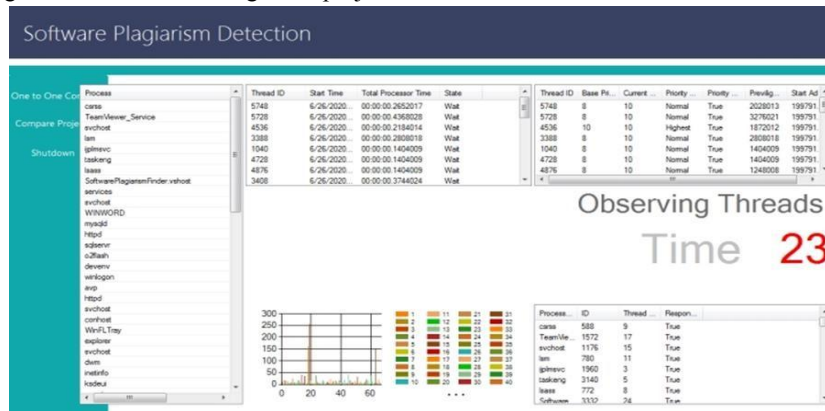 Software Plagiarism Detection
One to One Co
Compare Proje
Shutdown
Process
carss
TeamViewer_Service
svchost
lsm
jplmsvc
taskeng
lsass
SoftwarePlagiarismFinder.vshost
services
svchost
WINWORD
mysqld
httpd
sqlservr
o2flash
devenv
winlogon
avp
httpd
svchost
conhost
WinFLTray
explorer
svchost
dwm
inetinfo
ksdeui
Thread ID Start Time Total Processor Time State
5748 6/26/2020... 00:00:00.2652017 Wait
5728 6/26/2020... 00:00:00.4368028 Wait
4536 6/26/2020... 00:00:00.2184014 Wait
3388 6/26/2020... 00:00:00.2808018 Wait
1040 6/26/2020... 00:00:00.1404009 Wait
4728 6/26/2020... 00:00:00.1404009 Wait
4876 6/26/2020... 00:00:00.1404009 Wait
3408 6/26/2020... 00:00:00.3744024 Wait
Thread ID Base Pri... Current ... Priority ... Priority ... Previlig... Start Ad
5748 8 10 Normal True 2028013 199791.
5728 8 10 Normal True 3276021 199791.
4536 10 10 Highest True 1872012 199791.
3388 8 10 Normal True 2808018 199791.
1040 8 10 Normal True 1404009 199791.
4728 8 10 Normal True 1404009 199791.
4876 8 10 Normal True 1248008 199791.
Observing Threads
Time 23
300
250
200
150
100
50
0
0 20 40 60
1 11 21 31
2 12 22 32
3 13 23 33
4 14 24 34
5 15 25 35
6 16 26 36
7 17 27 37
8 18 28 38
9 19 29 39
10 20 30 40
...
Process... ID Thread ... Respon...
carss 588 9 True
TeamVie... 1572 17 True
svchost 1176 15 True
lsm 780 11 True
jplmsvc 1960 3 True
taskeng 3140 5 True
lsass 772 8 True
Software... 3332 24 True